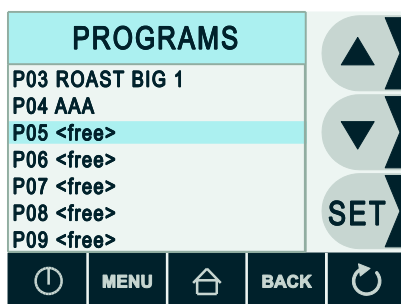 PROGRAMS
P03 ROAST BIG 1
P04 AAA
P05 <free>
P06 <free>
P07 <free>
P08 <free>
P09 <free>
SET
MENU
BACK